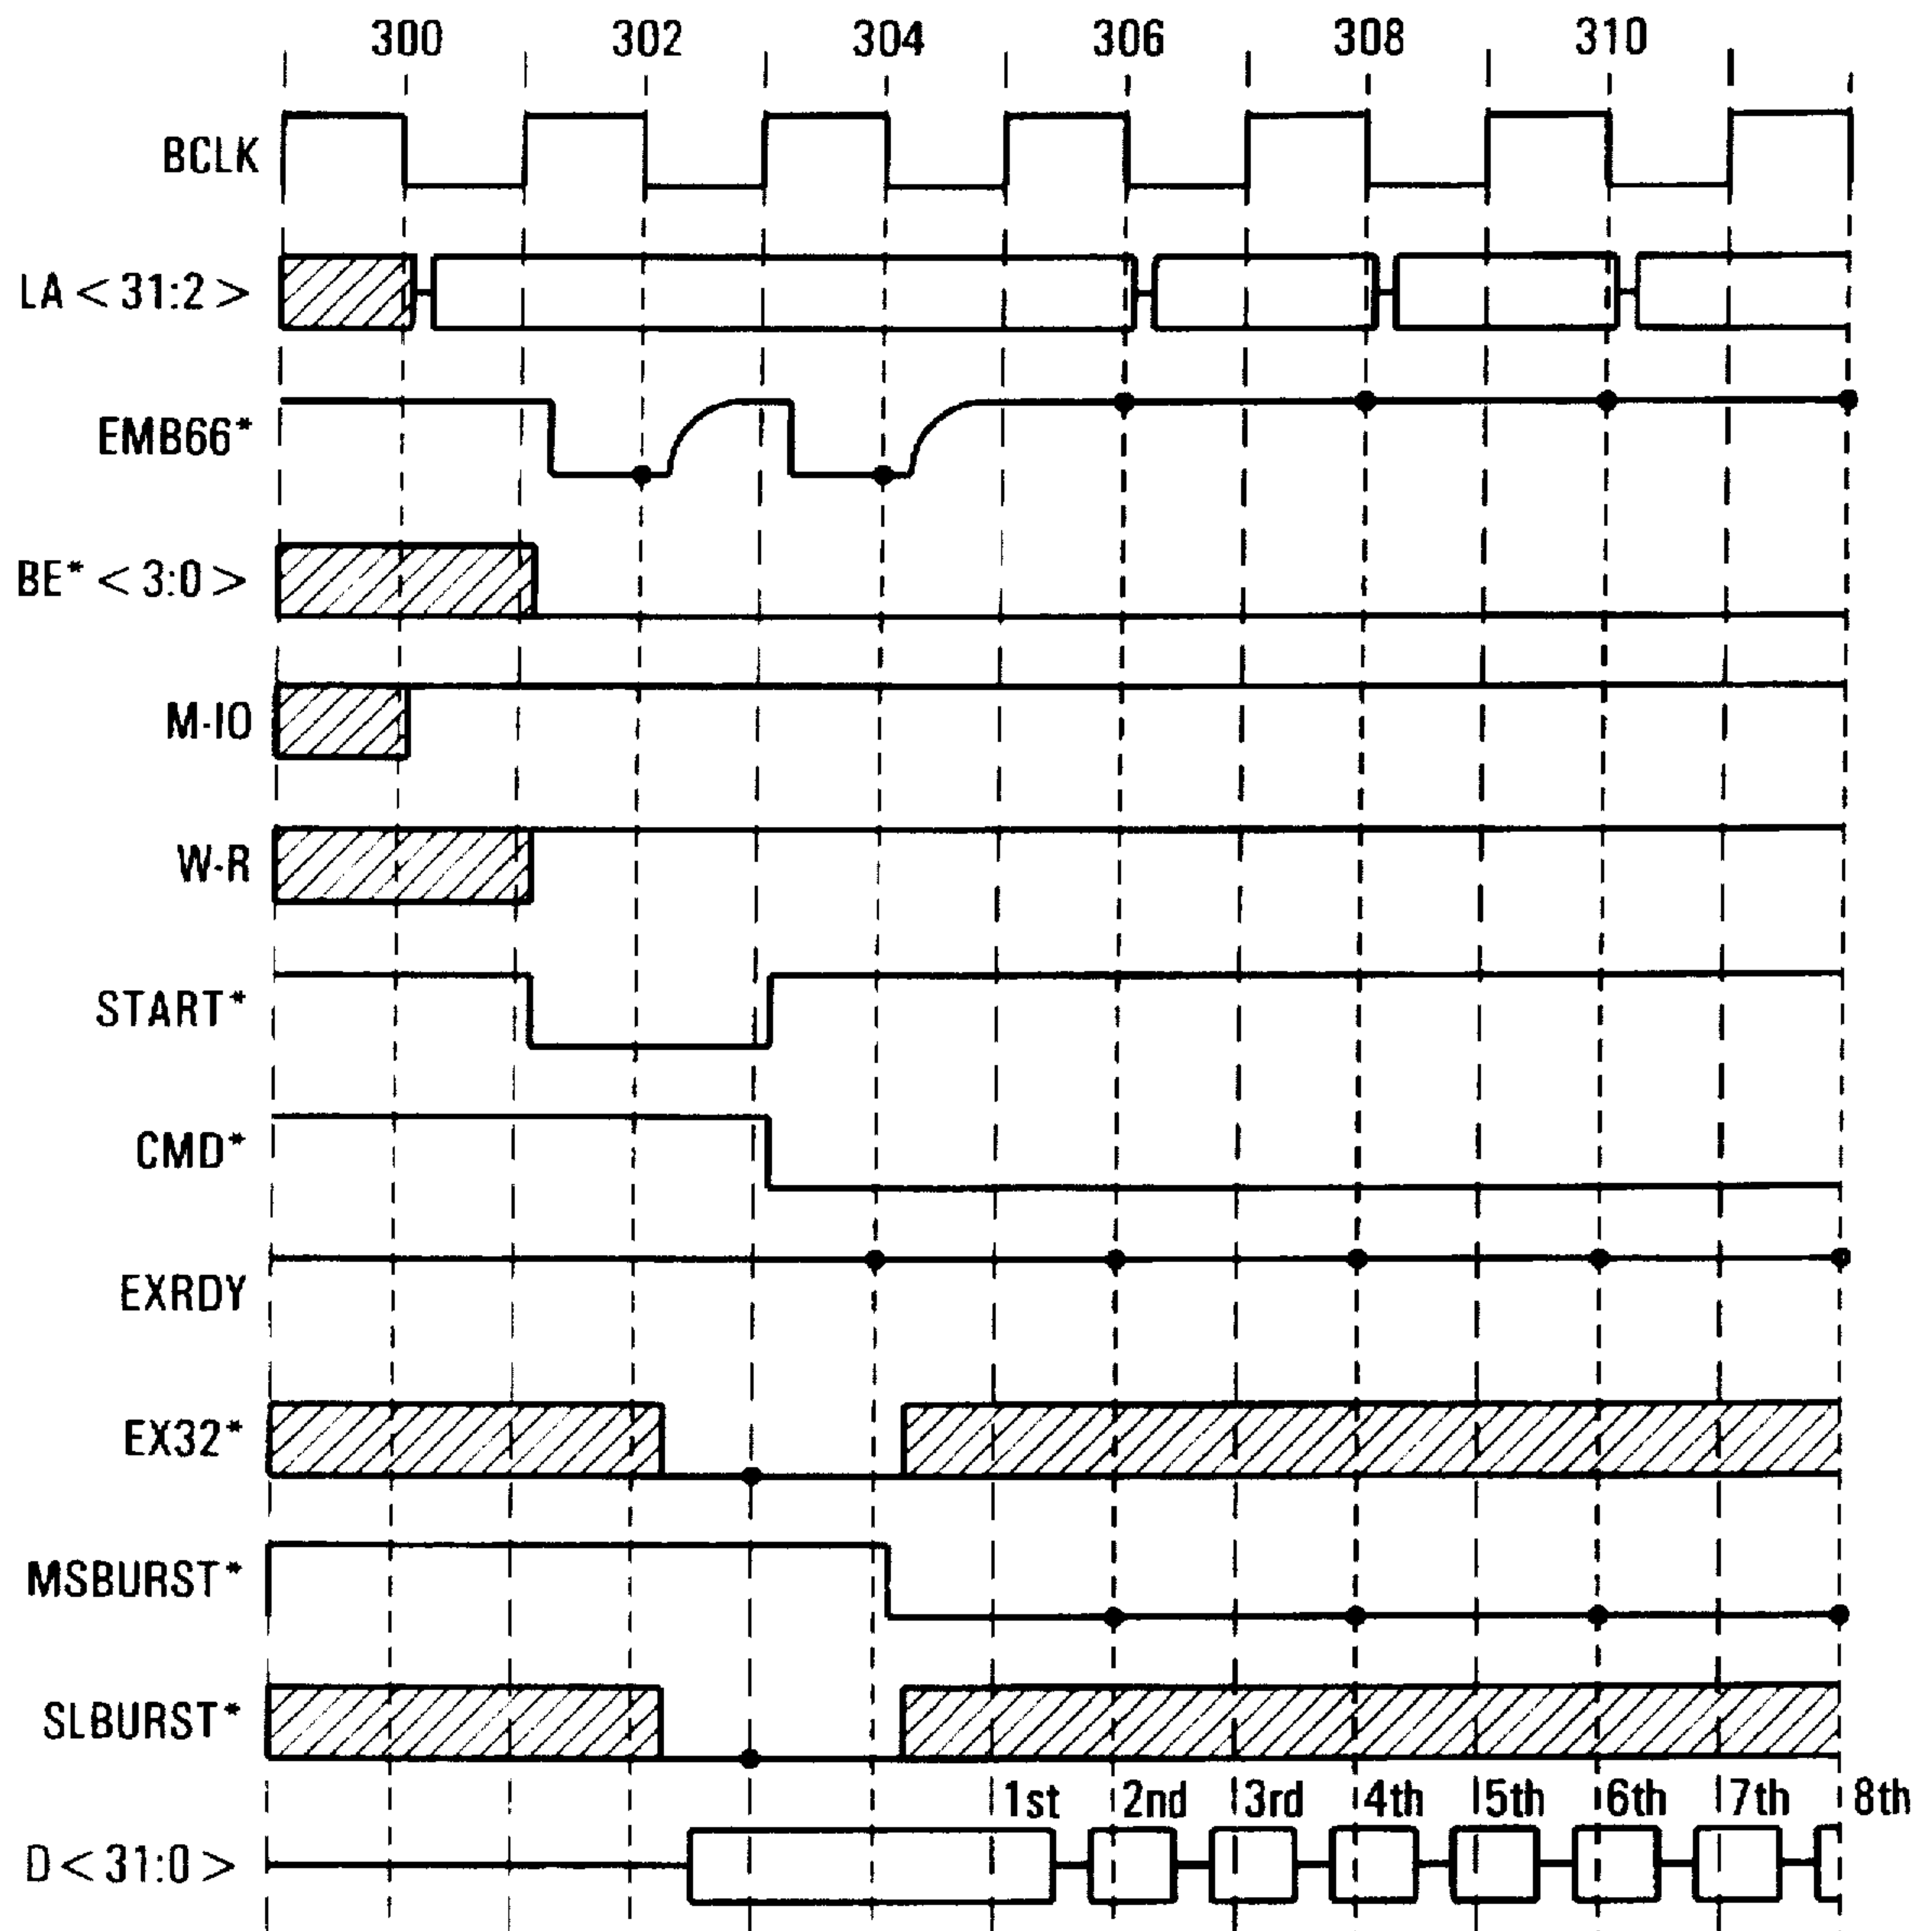 300 302 304 306 308 310
BCLK
LA < 31:2 >
EMB66*
BE* < 3:0 >
M-IO
W-R
START*
CMD*
EXRDY
EX32*
MSBURST*
SLBURST*
1st 2nd 3rd 4th 5th 6th 7th 8th
D < 31:0 >